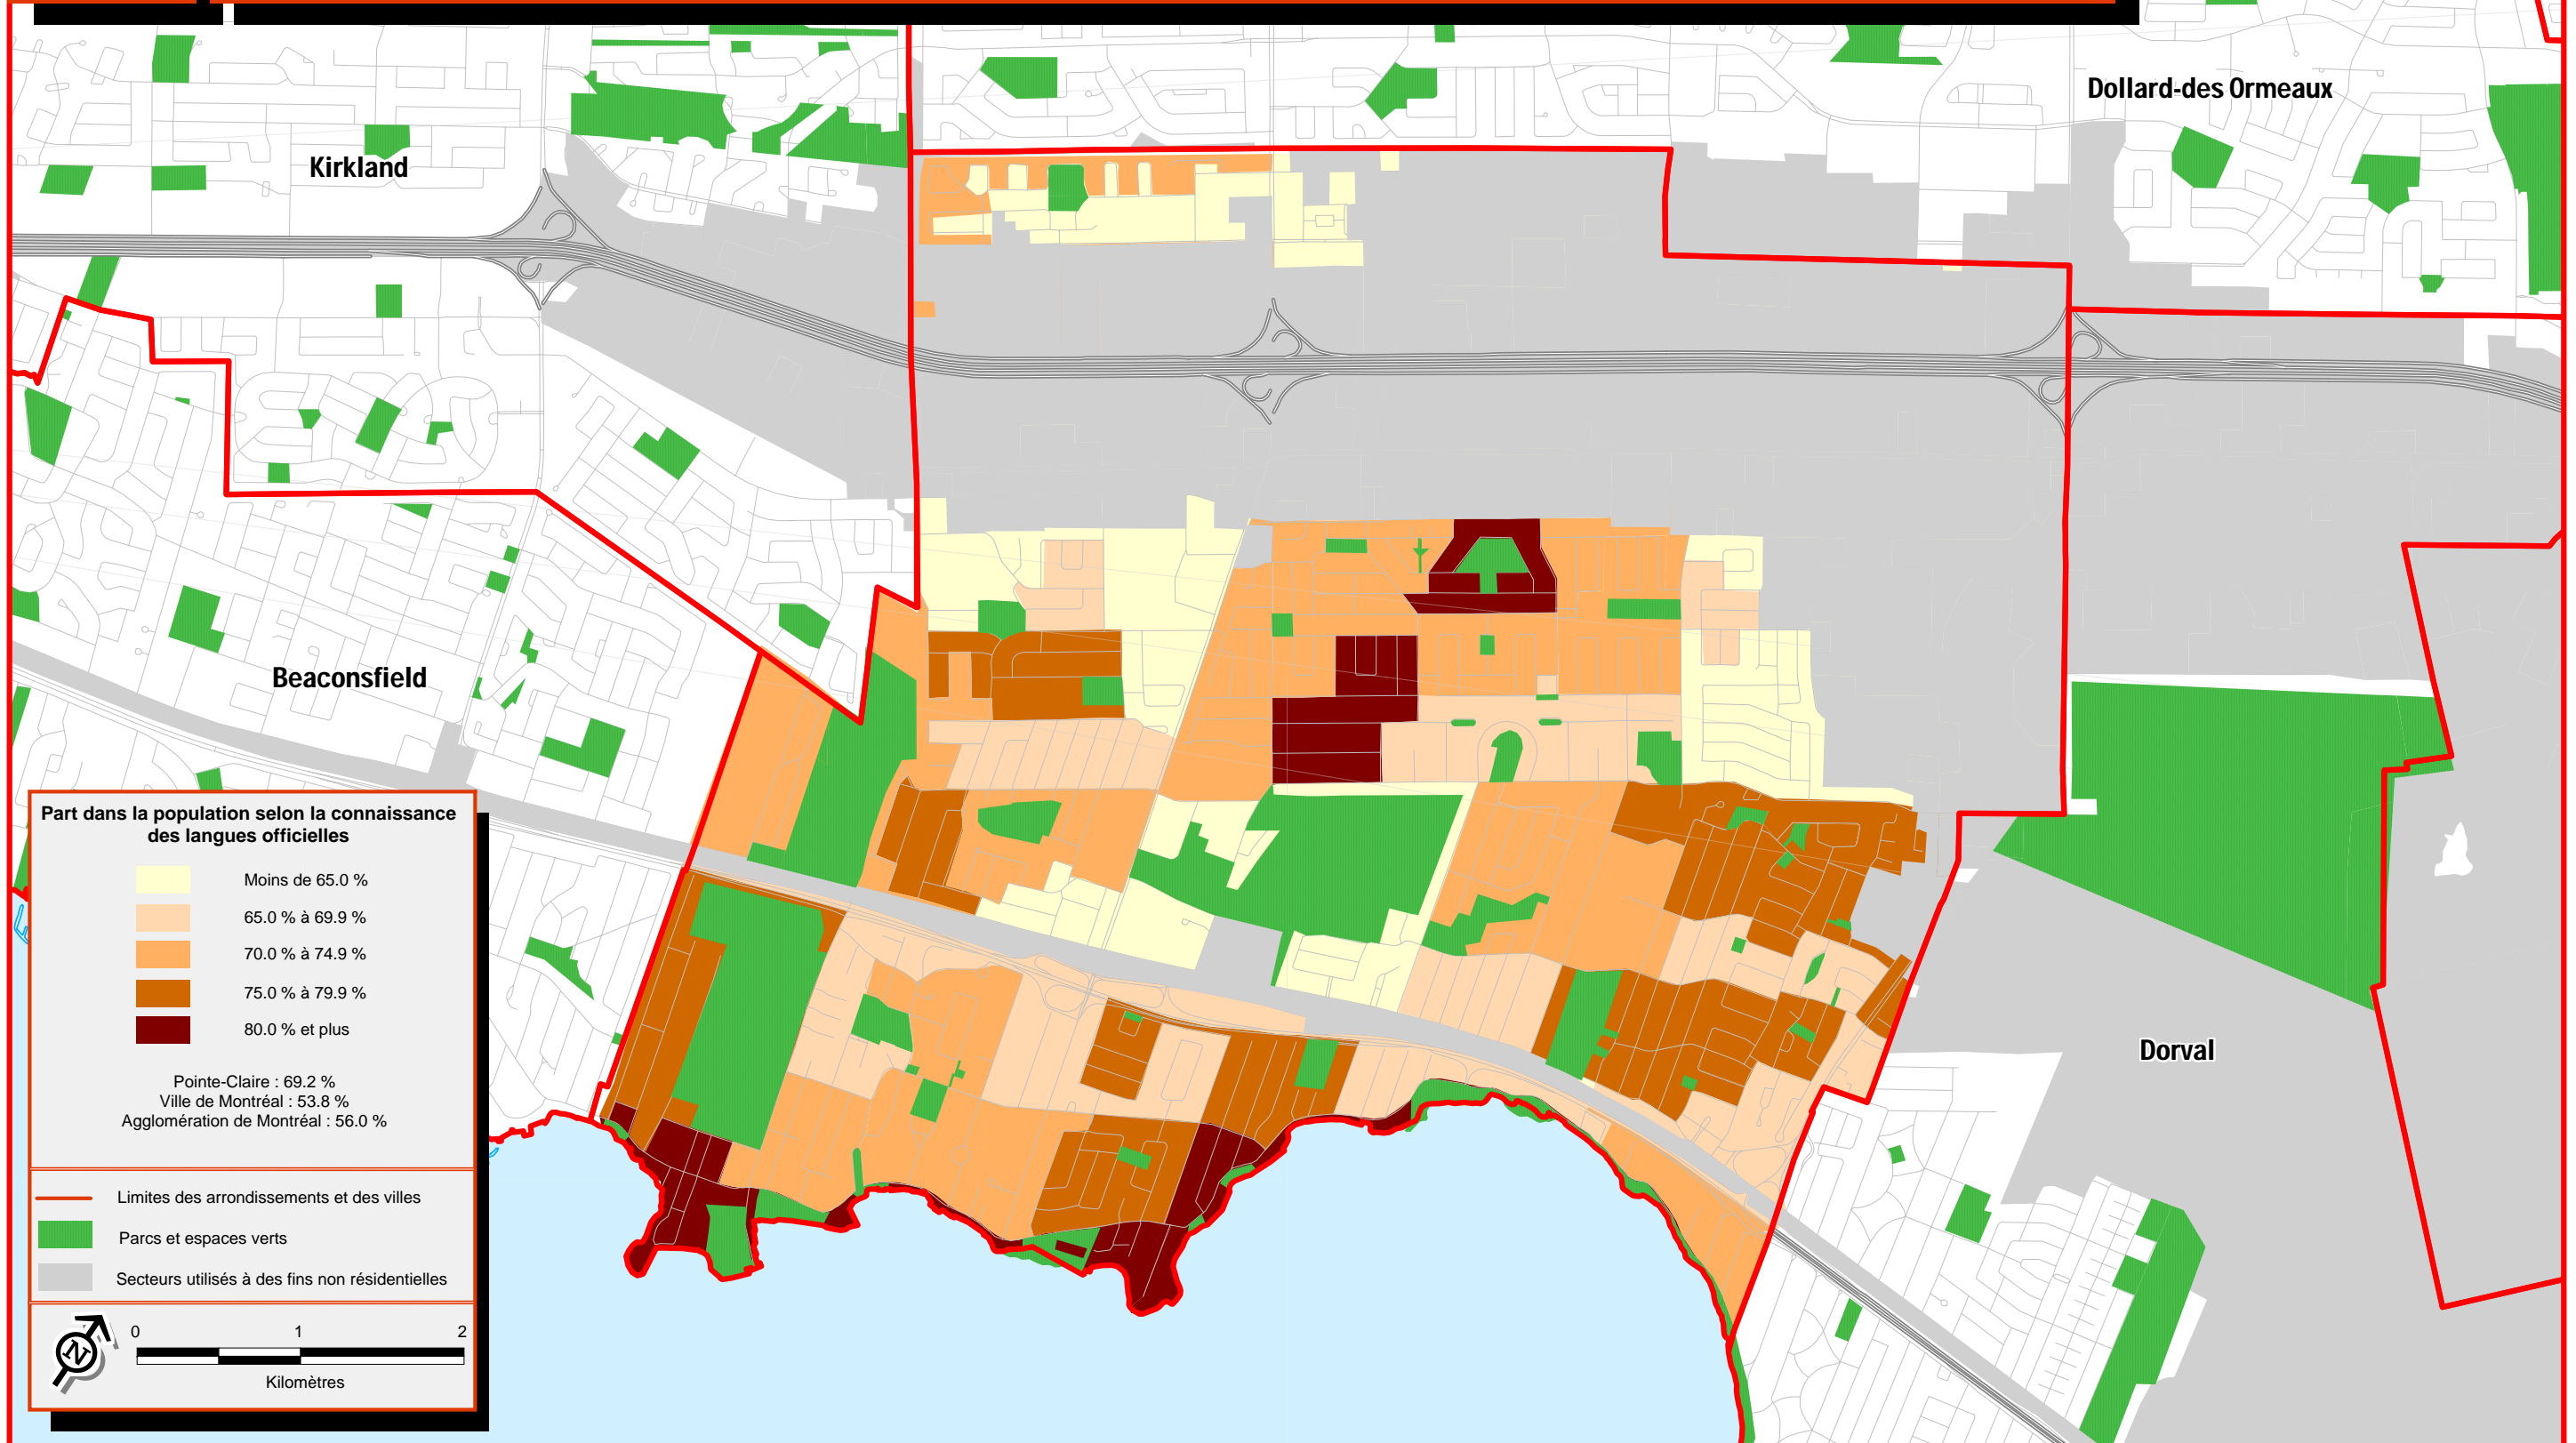 Dollard-des Ormeaux
Kirkland
Beaconsfield
Dorval
Part dans la population selon la connaissance
des langues officielles
Moins de 65.0 %
65.0 % à 69.9 %
70.0 % à 74.9 %
75.0 % à 79.9 %
80.0 % et plus
Pointe-Claire : 69.2 %
Ville de Montréal : 53.8 %
Agglomération de Montréal : 56.0 %
Limites des arrondissements et des villes
Parcs et espaces verts
Secteurs utilisés à des fins non résidentielles
N
0 1 2
Kilomètres